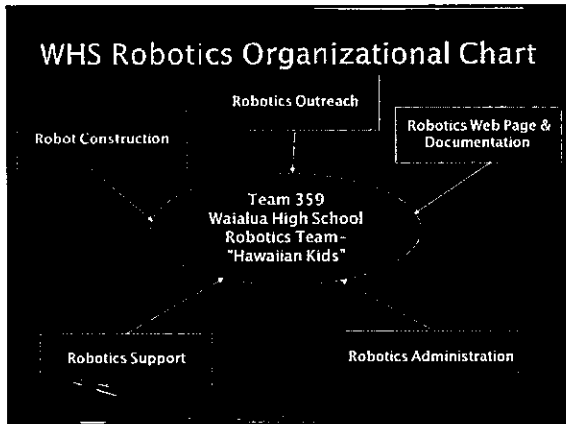 WHS Robotics Organizational Chart
Robotics Outreach
Robot Construction
Robotics Web Page &
Documentation
Team 359
Waialua High School
Robotics Team-
"Hawaiian Kids"
Robotics Support
Robotics Administration